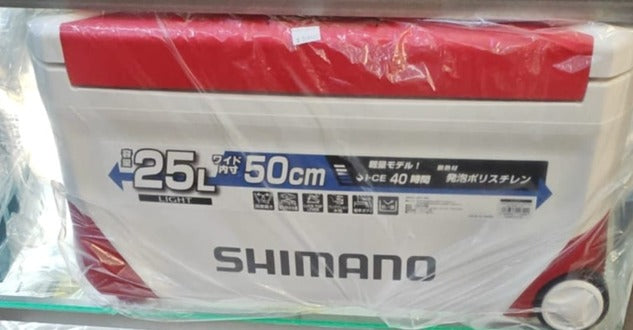 容量 25L
LIGHT
ワイド
内寸 50cm
軽量モデル!
I-CE 40時間
断熱材
発泡ポリスチレン
SHIMANO